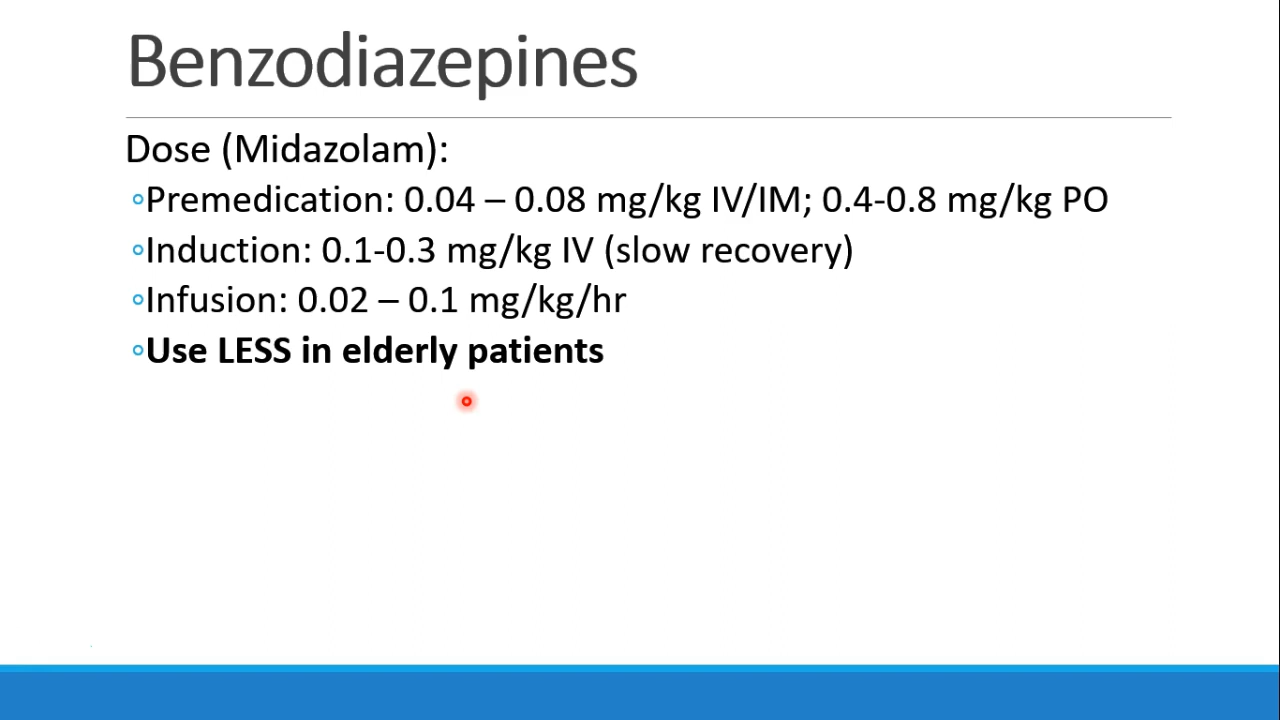 Benzodiazepines
Dose (Midazolam):
◦Premedication: 0.04 – 0.08 mg/kg IV/IM; 0.4-0.8 mg/kg PO
◦Induction: 0.1-0.3 mg/kg IV (slow recovery)
◦Infusion: 0.02 – 0.1 mg/kg/hr
◦Use LESS in elderly patients